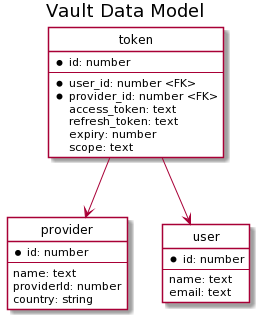 Vault Data Model
token
id: number
user_id: number <FK>
provider_id: number <FK>
access_token: text
refresh_token: text
expiry: number
scope: text
provider
id: number
name: text
providerId: number
country: string
user
id: number
name: text
email: text